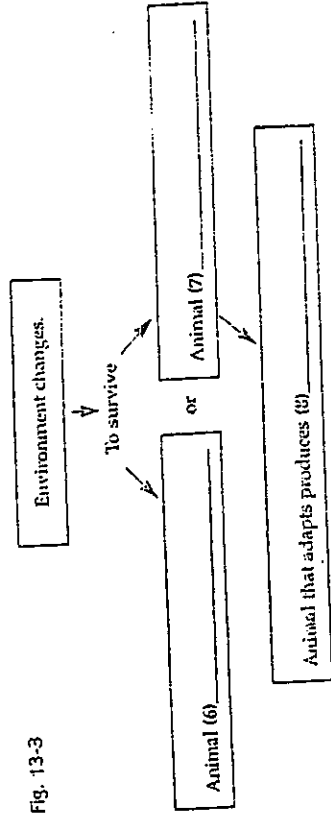 Fig. 13-3
Environment changes.
To survive
Animal (6)
or
Animal (7)
Animal that adapts produces (8)